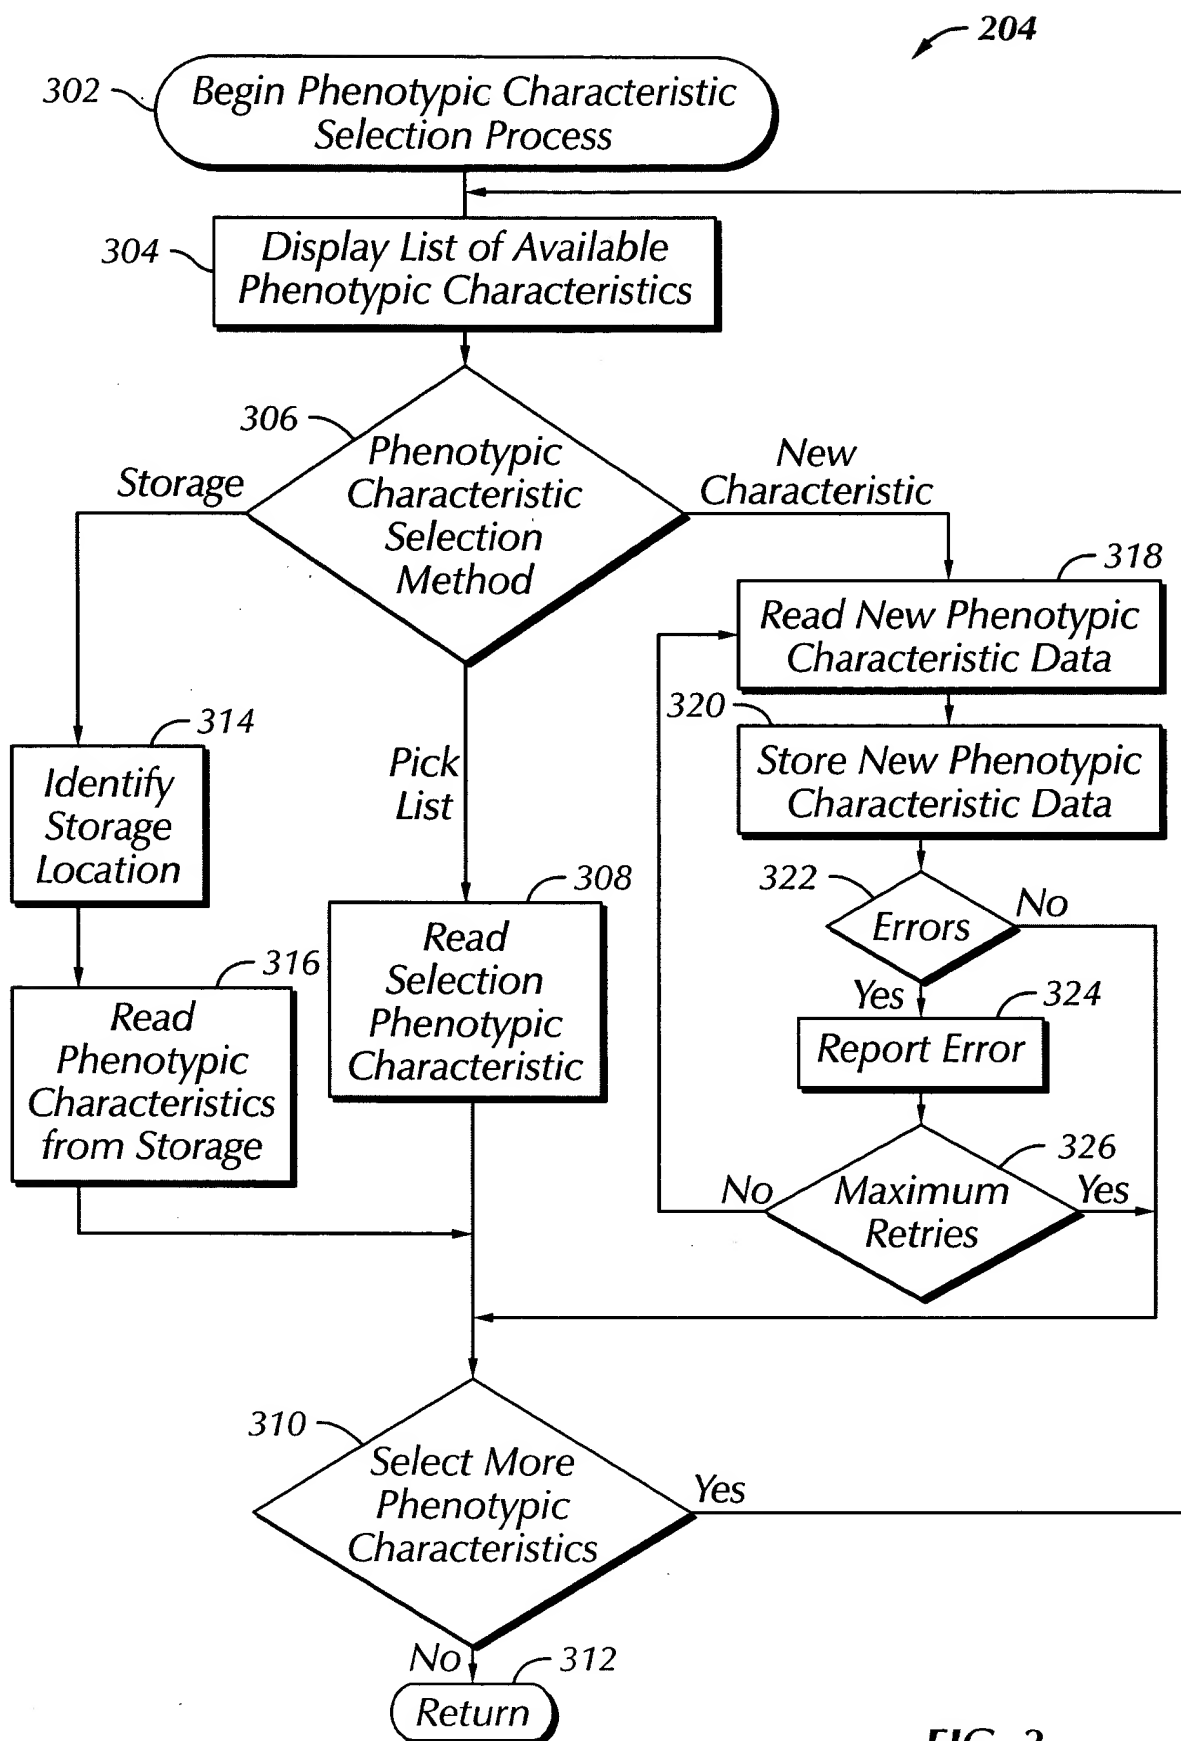 204
302
Begin Phenotypic Characteristic
Selection Process
304
Display List of Available
Phenotypic Characteristics
306
Phenotypic
Characteristic
Selection
Method
Storage
New
Characteristic
318
Read New Phenotypic
Characteristic Data
320
Store New Phenotypic
Characteristic Data
314
Identify
Storage
Location
Pick
List
322
Errors
No
Yes
308
Read
Selection
Phenotypic
Characteristic
316
Read
Phenotypic
Characteristics
from Storage
324
Report Error
326
Maximum
Retries
No
Yes
310
Select More
Phenotypic
Characteristics
Yes
No
312
Return